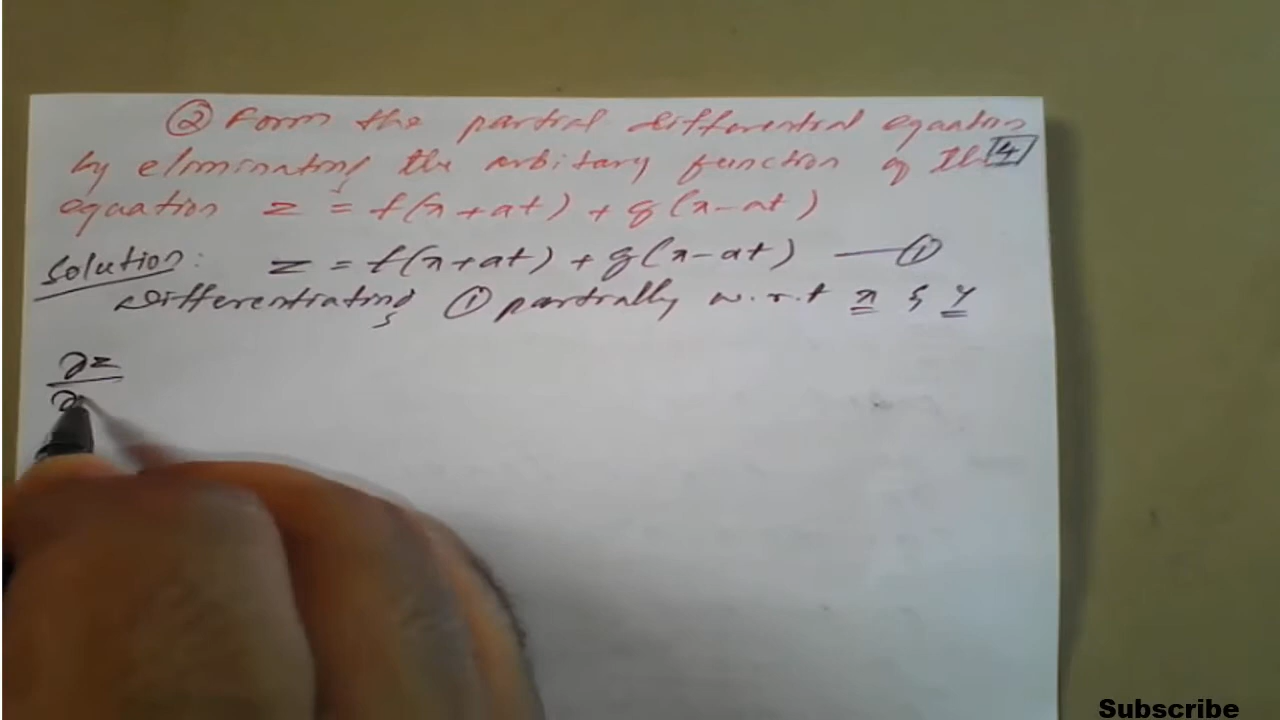 ② Form the partial differential equation
by eliminating the arbitary function of the
4
equation z = f(x+at) + g(x-at)
Solution: z = f(x+at) + g(x-at) — ①
Differentiating ① partially w.r.t x & y
∂z
∂
Subscribe